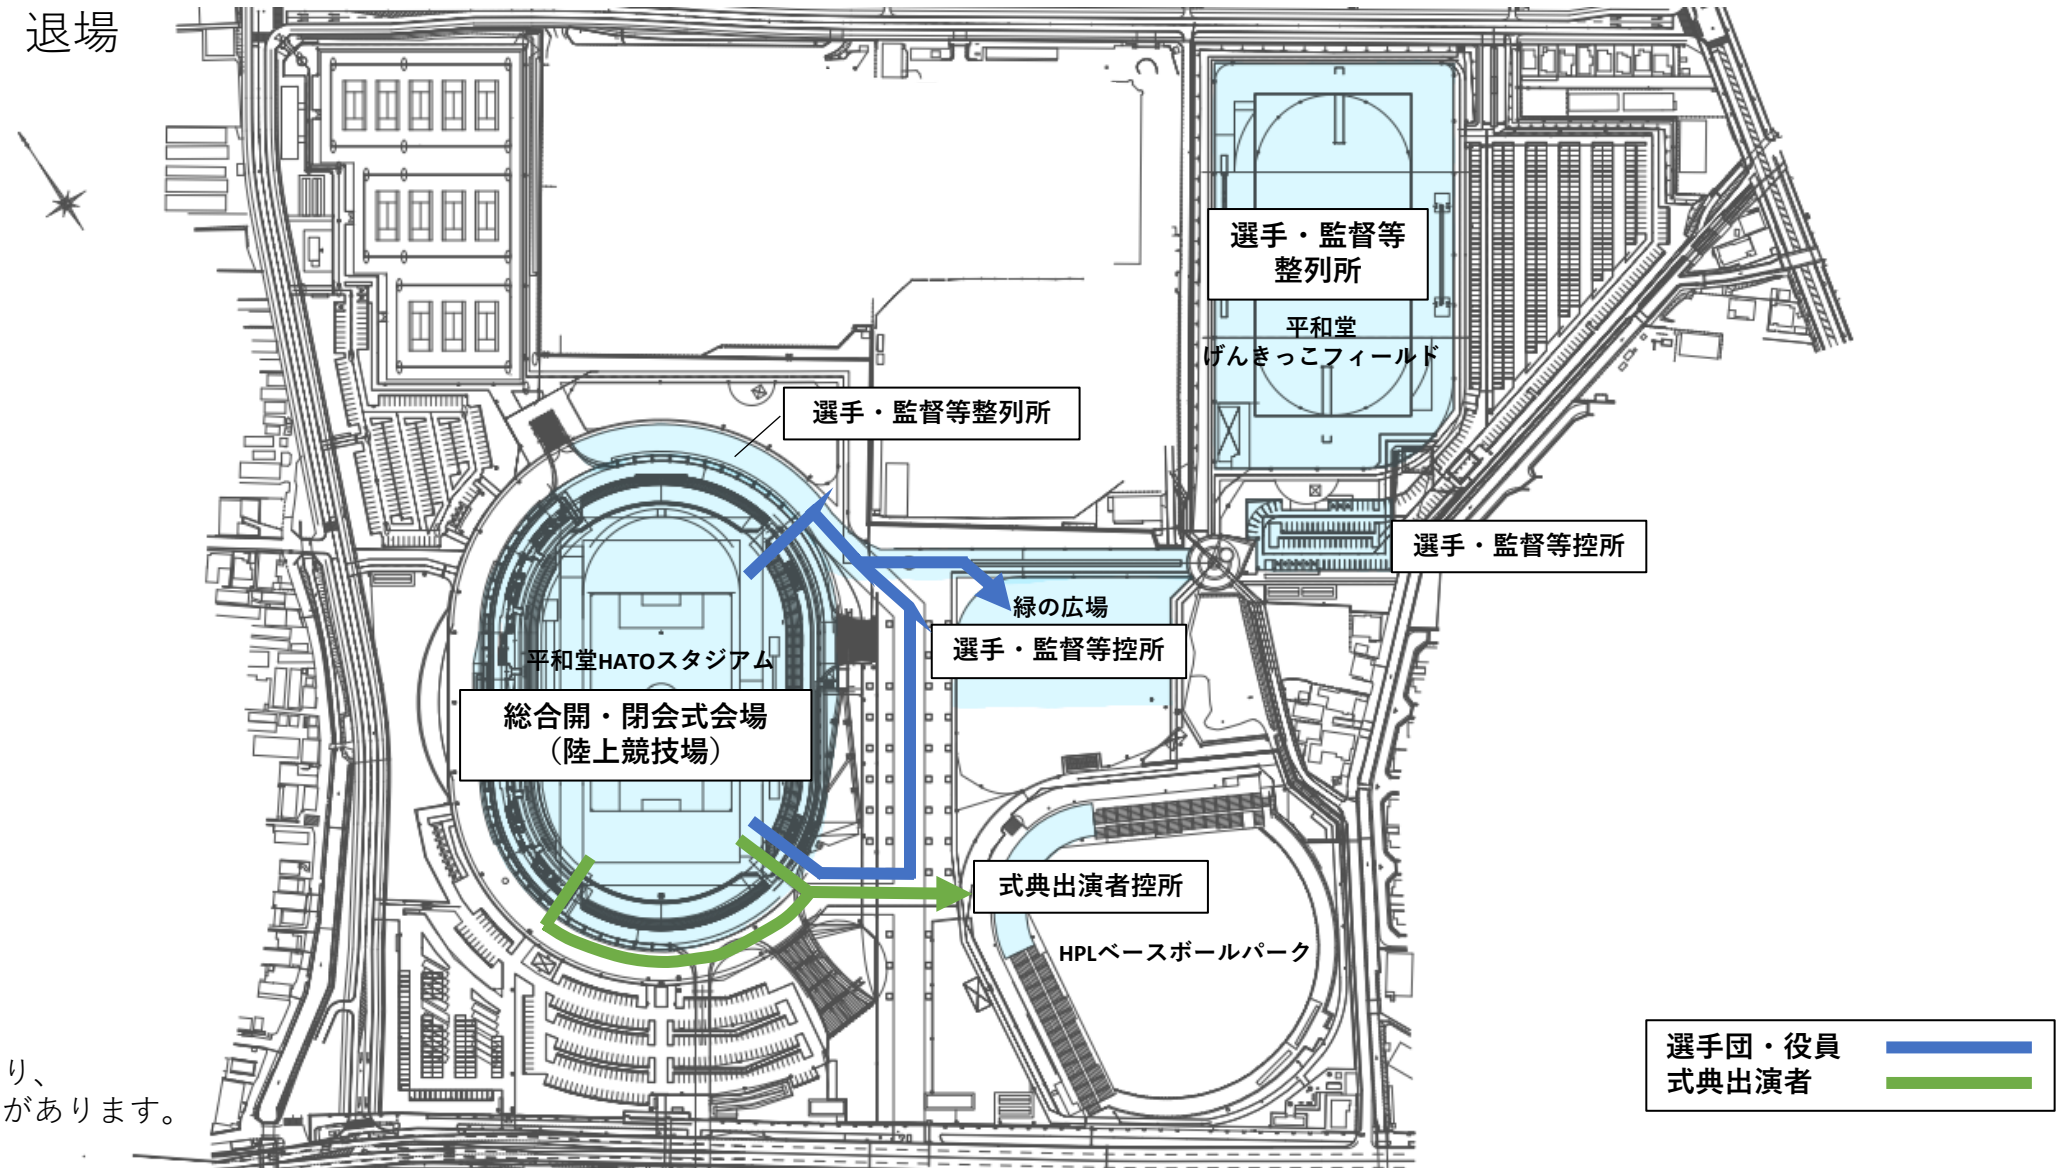 退場
選手・監督等
整列所
平和堂
げんきっこフィールド
選手・監督等整列所
選手・監督等控所
緑の広場
選手・監督等控所
平和堂HATOスタジアム
総合開・閉会式会場
（陸上競技場）
式典出演者控所
HPLベースボールパーク
選手団・役員
式典出演者
り、
があります。